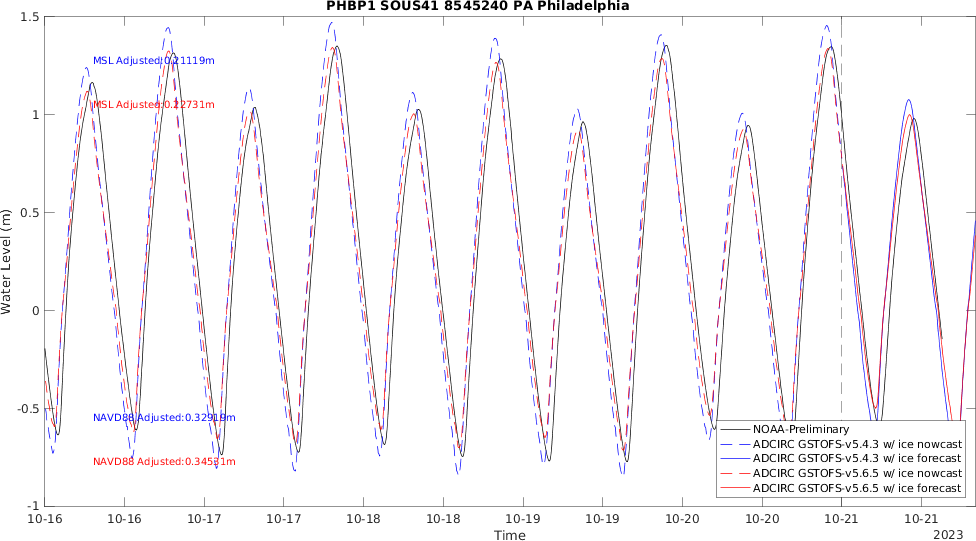 PHBP1 SOUS41 8545240 PA Philadelphia
Water Level (m)
1.5
1
0.5
0
-0.5
-1
MSL Adjusted:0.21119m
MSL Adjusted:0.22731m
NAVD88 Adjusted:0.32919m
NAVD88 Adjusted:0.34531m
NOAA-Preliminary
ADCIRC GSTOFS-v5.4.3 w/ ice nowcast
ADCIRC GSTOFS-v5.4.3 w/ ice forecast
ADCIRC GSTOFS-v5.6.5 w/ ice nowcast
ADCIRC GSTOFS-v5.6.5 w/ ice forecast
10-16 10-16 10-17 10-17 10-18 10-18 10-19 10-19 10-20 10-20 10-21 10-21
Time
2023